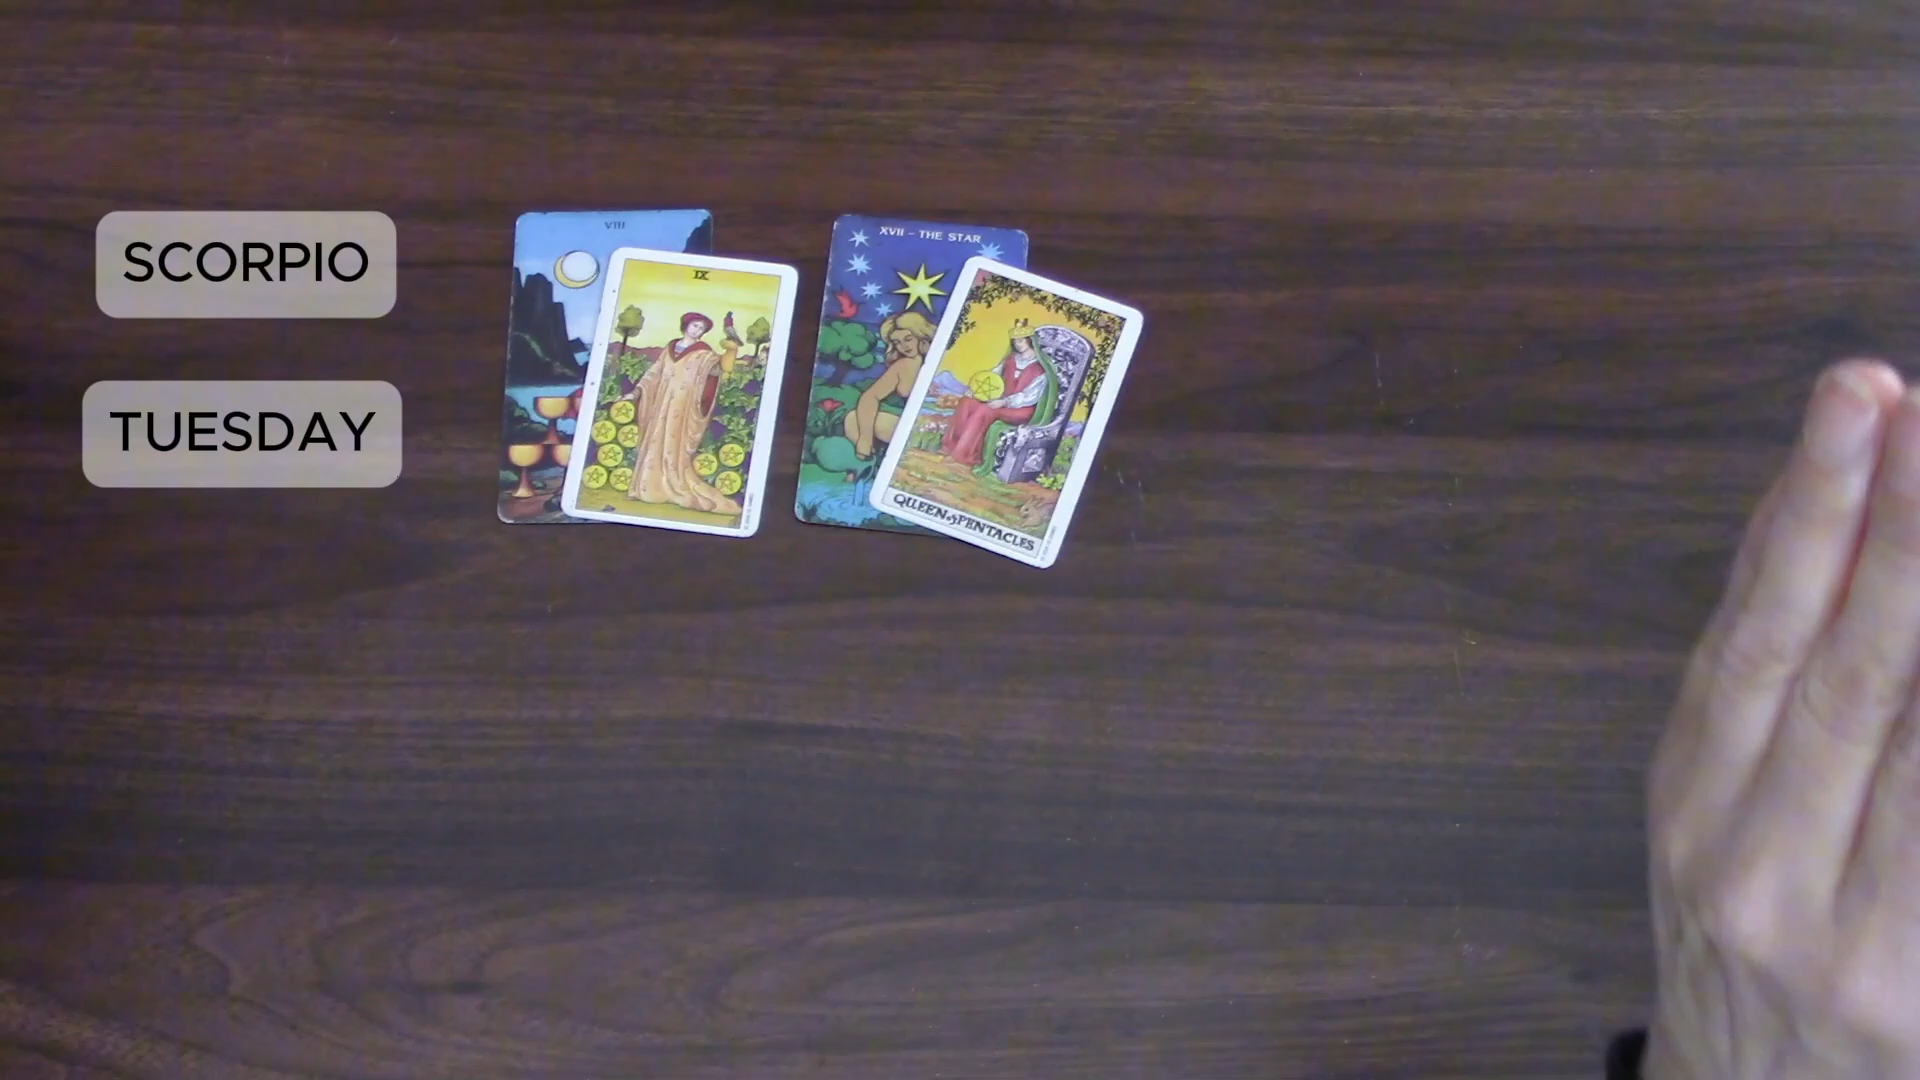 SCORPIO
TUESDAY
VIII
IX
XVII – THE STAR
QUEEN of PENTACLES